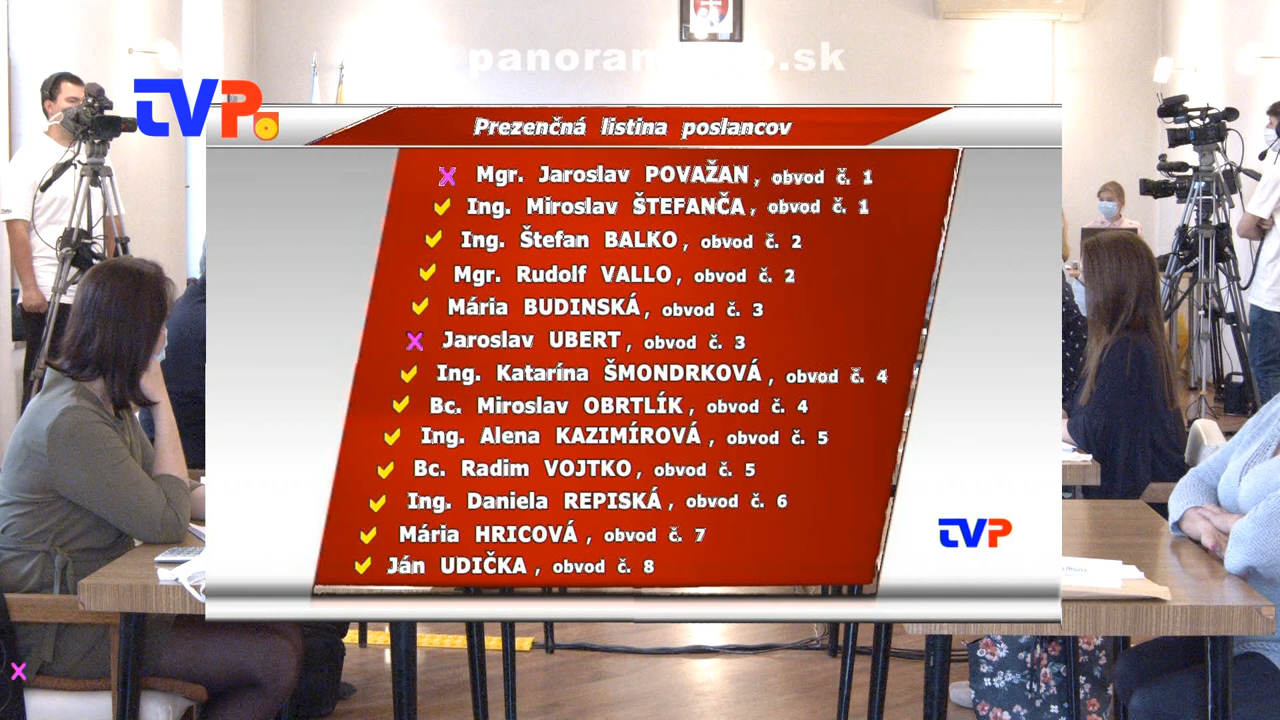 TVP
Prezenčná listina poslancov
Mgr. Jaroslav POVAŽAN, obvod č. 1
Ing. Miroslav ŠTEFANČA, obvod č. 1
Ing. Štefan BALKO, obvod č. 2
Mgr. Rudolf VALLO, obvod č. 2
Mária BUDINSKÁ, obvod č. 3
Jaroslav UBERT, obvod č. 3
Ing. Katarína ŠMONDRKOVÁ, obvod č. 4
Bc. Miroslav OBRTLÍK, obvod č. 4
Ing. Alena KAZIMÍROVÁ, obvod č. 5
Bc. Radim VOJTKO, obvod č. 5
Ing. Daniela REPISKÁ, obvod č. 6
Mária HRICOVÁ, obvod č. 7
Ján UDIČKA, obvod č. 8
TVP